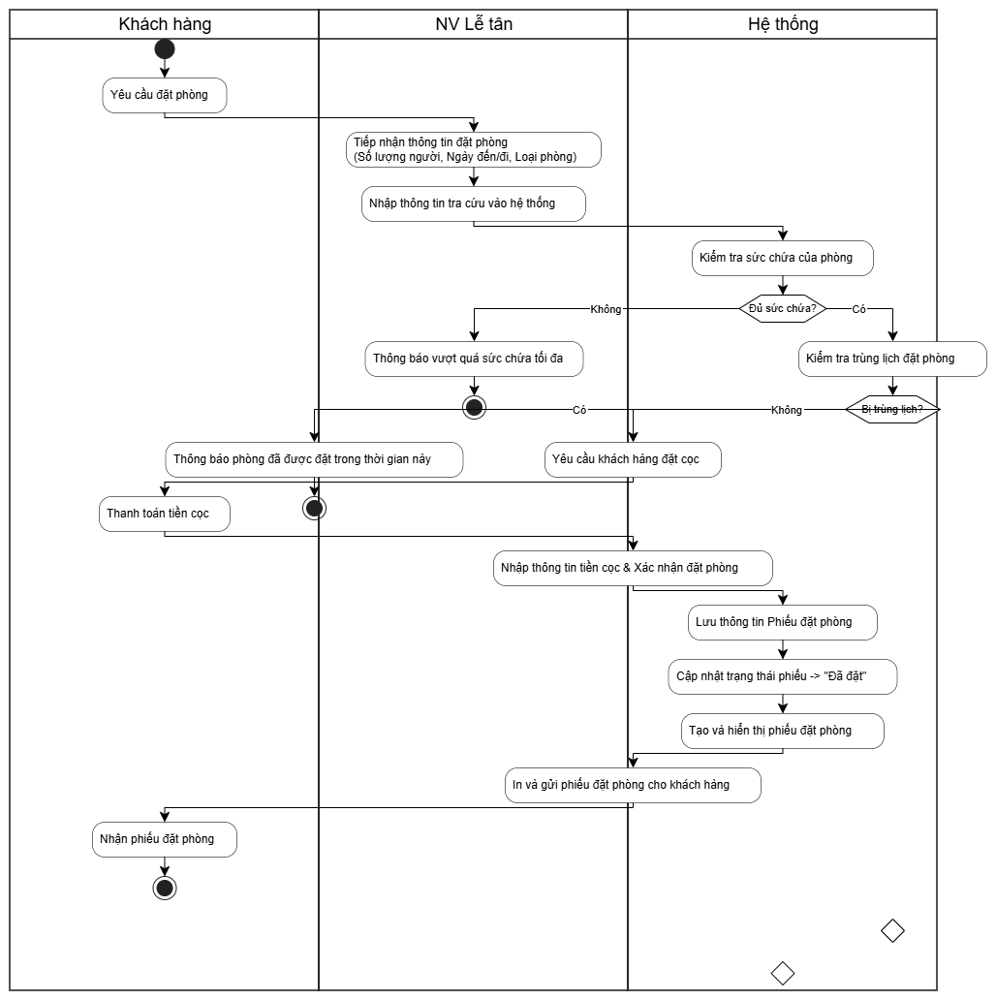 Khách hàng
NV Lễ tân
Hệ thống
Yêu cầu đặt phòng
Tiếp nhận thông tin đặt phòng
(Số lượng người, Ngày đến/đi, Loại phòng)
Nhập thông tin tra cứu vào hệ thống
Kiểm tra sức chứa của phòng
Đủ sức chứa?
Không
Có
Thông báo vượt quá sức chứa tối đa
Kiểm tra trùng lịch đặt phòng
Bị trùng lịch?
Có
Không
Thông báo phòng đã được đặt trong thời gian này
Yêu cầu khách hàng đặt cọc
Thanh toán tiền cọc
Nhập thông tin tiền cọc & Xác nhận đặt phòng
Lưu thông tin Phiếu đặt phòng
Cập nhật trạng thái phiếu -> "Đã đặt"
Tạo và hiển thị phiếu đặt phòng
In và gửi phiếu đặt phòng cho khách hàng
Nhận phiếu đặt phòng